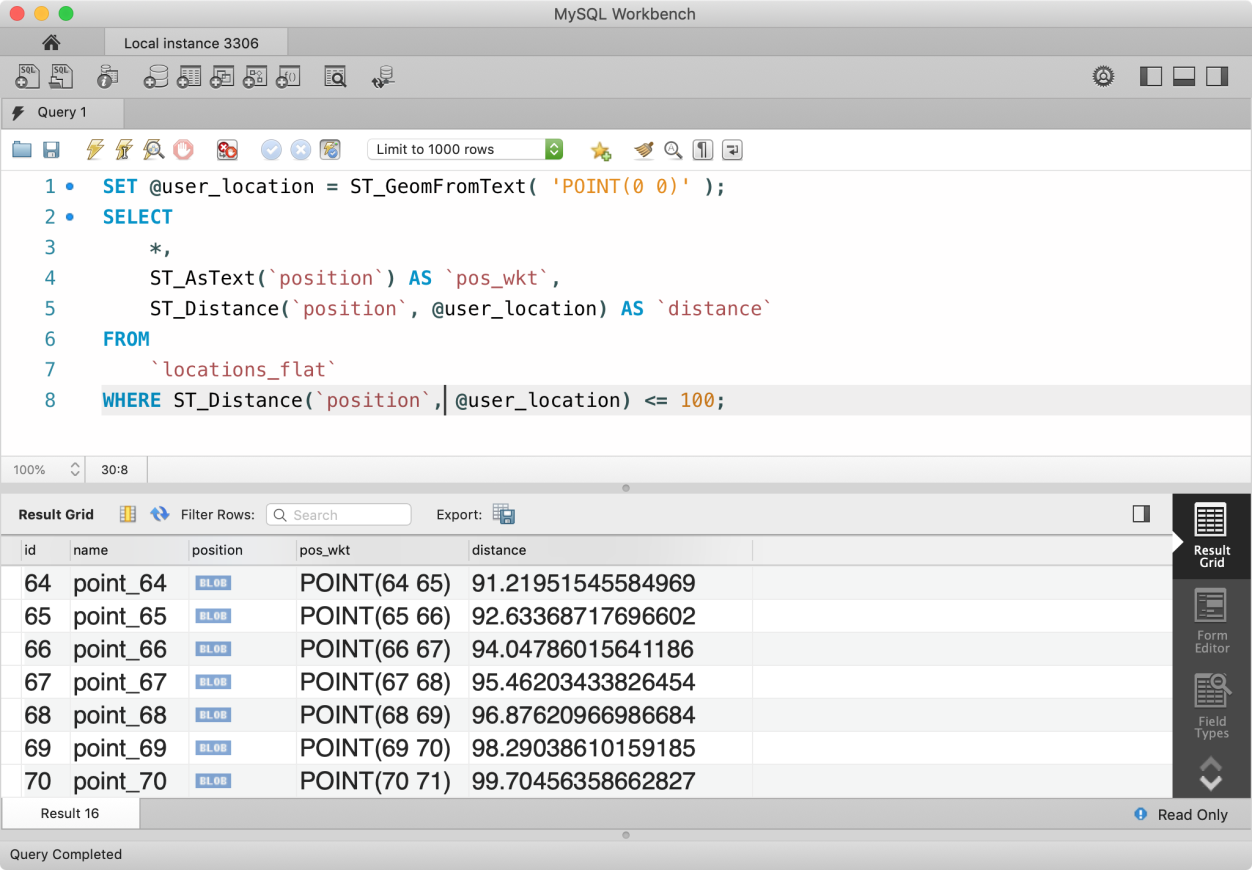 MySQL Workbench
Local instance 3306
SQL SQL
Query 1
Limit to 1000 rows
1 SET @user_location = ST_GeomFromText( 'POINT(0 0)' );
2 SELECT
3 *,
4 ST_AsText(`position`) AS `pos_wkt`,
5 ST_Distance(`position`, @user_location) AS `distance`
6 FROM
7 `locations_flat`
8 WHERE ST_Distance(`position`, @user_location) <= 100;
100% 30:8
Result Grid Filter Rows: Search Export:
id name position pos_wkt distance
64 point_64 BLOB POINT(64 65) 91.21951545584969
65 point_65 BLOB POINT(65 66) 92.63368717696602
66 point_66 BLOB POINT(66 67) 94.04786015641186
67 point_67 BLOB POINT(67 68) 95.46203433826454
68 point_68 BLOB POINT(68 69) 96.87620966986684
69 point_69 BLOB POINT(69 70) 98.29038610159185
70 point_70 BLOB POINT(70 71) 99.70456358662827
Result
Grid
Form
Editor
Field
Types
Result 16
Read Only
Query Completed